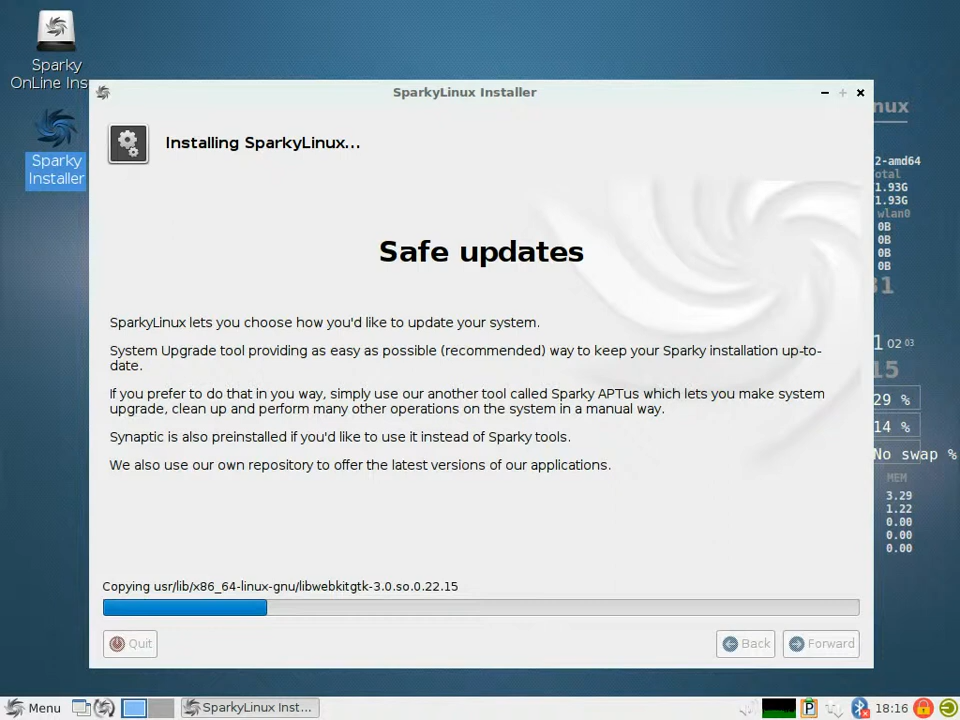 Sparky
OnLine Ins
Sparky
Installer
SparkyLinux Installer
Installing SparkyLinux...
Safe updates
SparkyLinux lets you choose how you'd like to update your system.
System Upgrade tool providing as easy as possible (recommended) way to keep your Sparky installation up-to-
date.
If you prefer to do that in you way, simply use our another tool called Sparky APTus which lets you make system
upgrade, clean up and perform many other operations on the system in a manual way.
Synaptic is also preinstalled if you'd like to use it instead of Sparky tools.
We also use our own repository to offer the latest versions of our applications.
Copying usr/lib/x86_64-linux-gnu/libwebkitgtk-3.0.so.0.22.15
Quit
Back
Forward
nux
2-amd64
otal
1.93G
1.93G
wlan0
0B
0B
0B
0B
31
1 02 03
15
29 %
14 %
No swap %
MEM
3.29
1.22
0.00
0.00
0.00
Menu
SparkyLinux Inst...
P
18:16